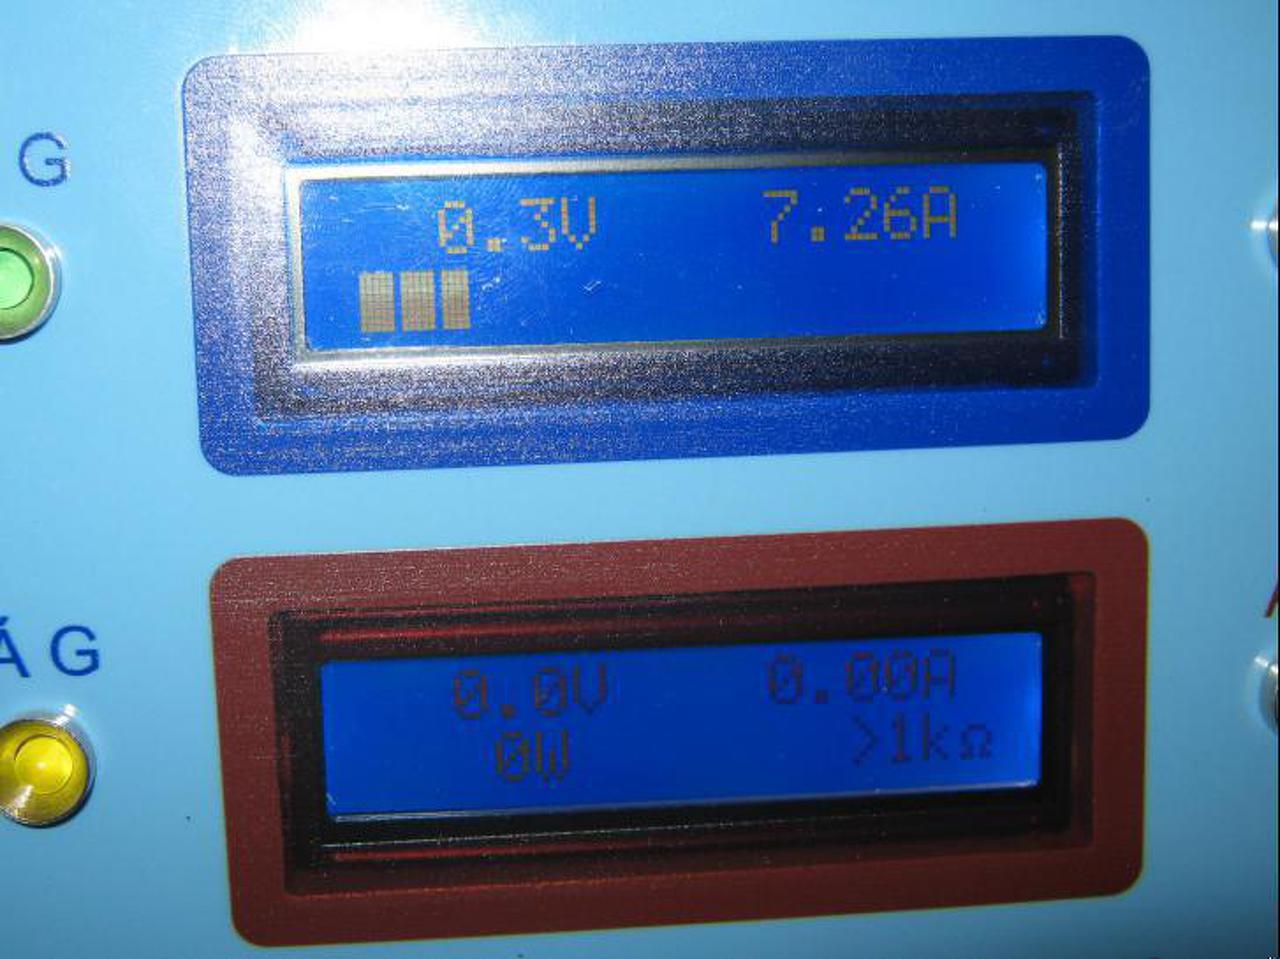 G
0.3V 7.26A
ÁG
0.0V 0.00A
0W >1kΩ